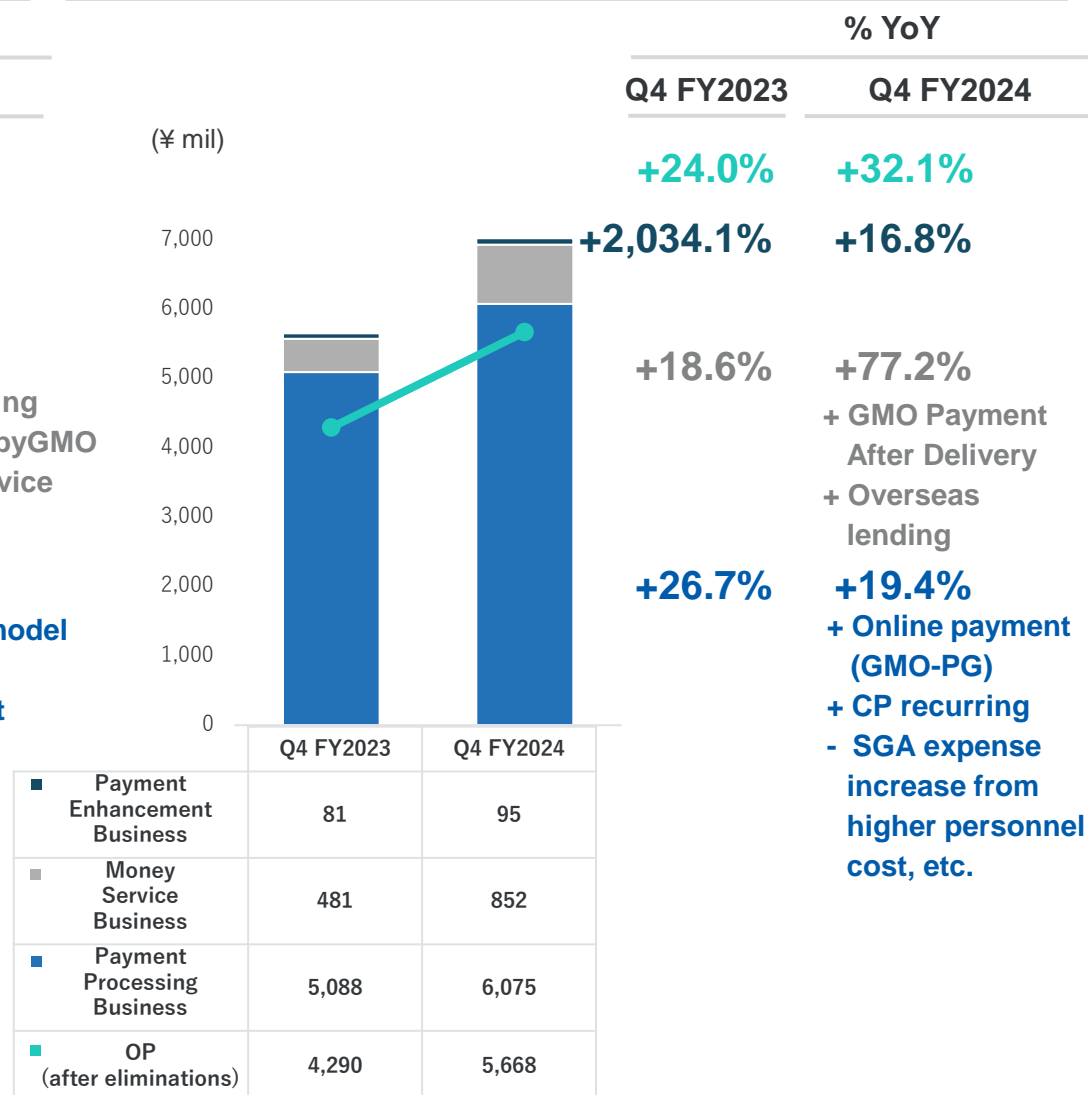 % YoY
Q4 FY2023 Q4 FY2024
(¥ mil)
+24.0% +32.1%
+2,034.1% +16.8%
+18.6% +77.2%
+ GMO Payment
After Delivery
+ Overseas
lending
+26.7% +19.4%
+ Online payment
(GMO-PG)
+ CP recurring
- SGA expense
increase from
higher personnel
cost, etc.
byGMO
model
7,000
6,000
5,000
4,000
3,000
2,000
1,000
0
Q4 FY2023 Q4 FY2024
Payment
Enhancement
Business
81 95
Money
Service
Business
481 852
Payment
Processing
Business
5,088 6,075
OP
(after eliminations)
4,290 5,668